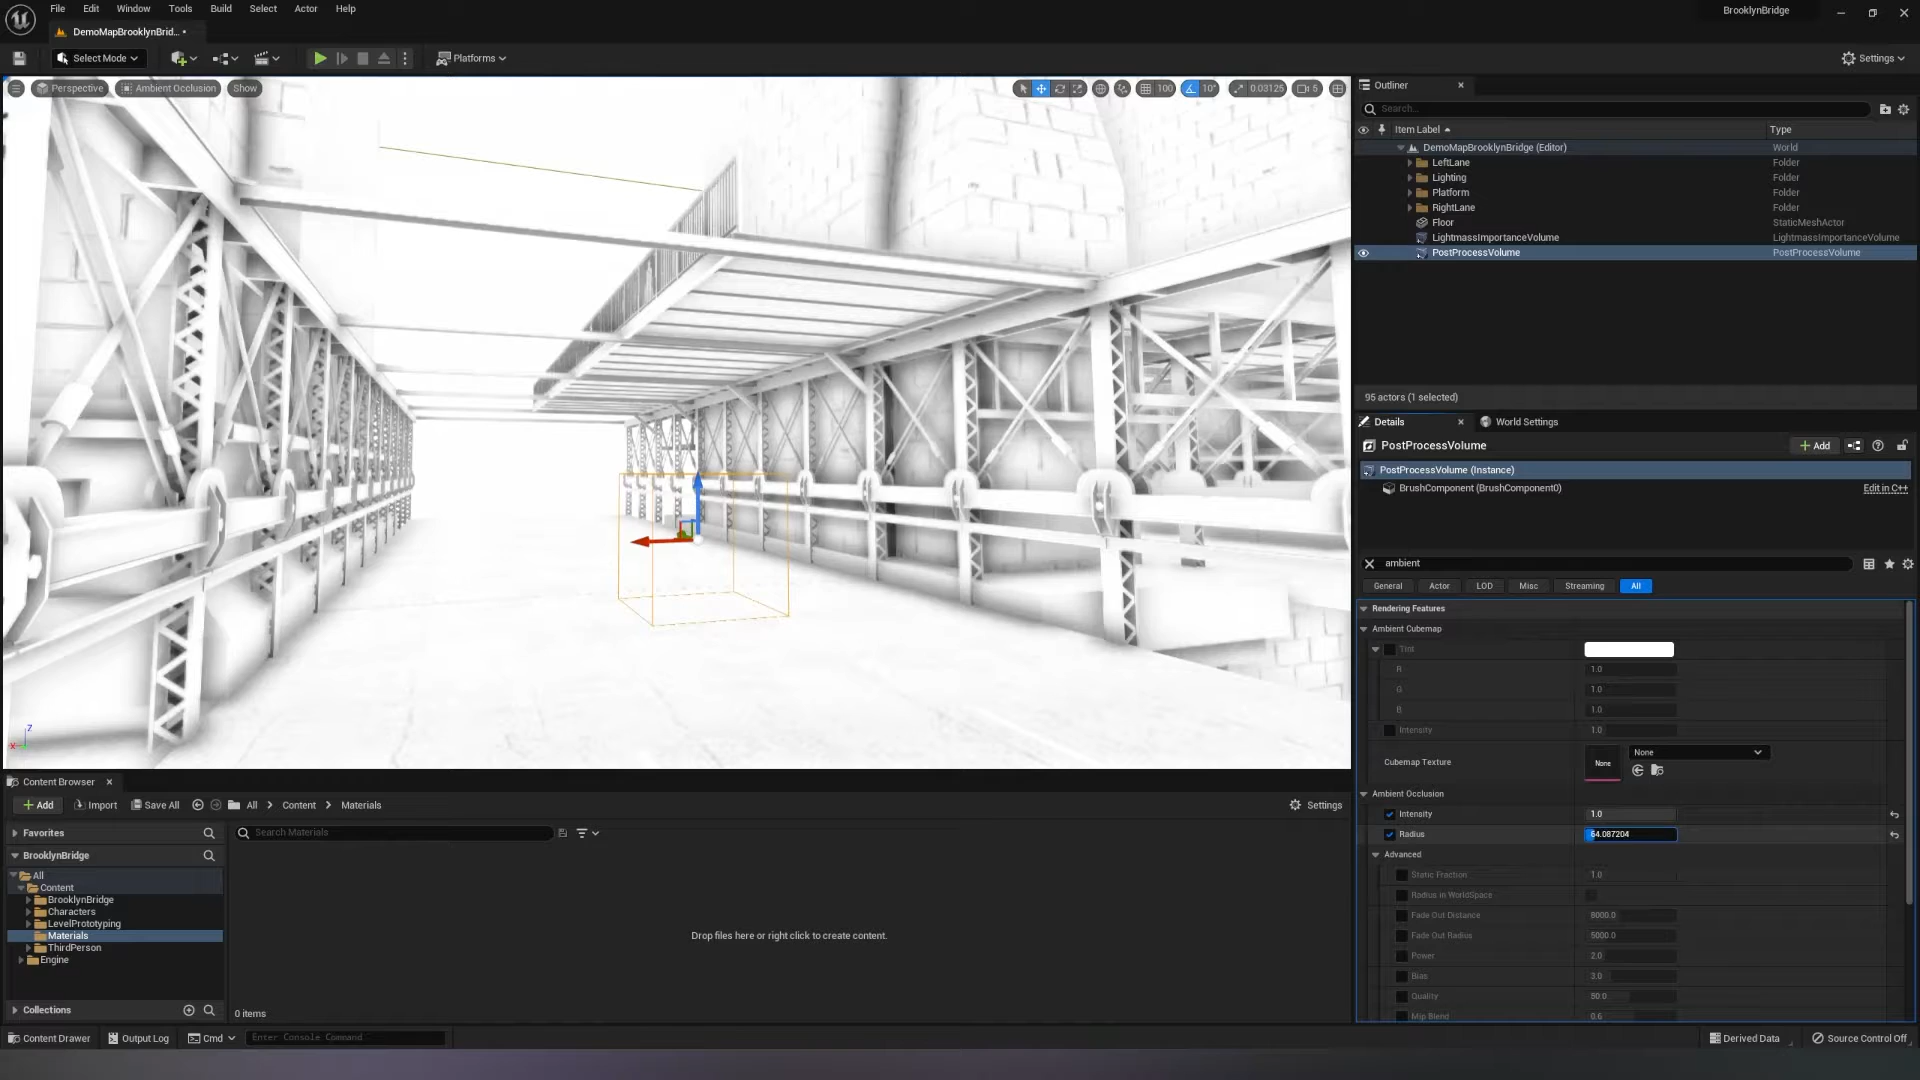 File Edit Window Tools Build Select Actor Help
BrooklynBridge
DemoMapBrooklynBrid... •
Select Mode
Platforms
Settings
Perspective
Ambient Occlusion
Show
100
10°
0.03125
5
Outliner
Search...
Item Label
Type
DemoMapBrooklynBridge (Editor) World
LeftLane Folder
Lighting Folder
Platform Folder
RightLane Folder
Floor StaticMeshActor
LightmassImportanceVolume LightmassImportanceVolume
PostProcessVolume PostProcessVolume
95 actors (1 selected)
Details
World Settings
PostProcessVolume
Add
PostProcessVolume (Instance)
BrushComponent (BrushComponent0)
Edit in C++
ambient
General Actor LOD Misc Streaming All
Rendering Features
Ambient Cubemap
Tint
R 1.0
G 1.0
B 1.0
Intensity 1.0
Cubemap Texture
None
None
Ambient Occlusion
Intensity 1.0
Radius 64.087204
Advanced
Static Fraction 1.0
Radius in WorldSpace
Fade Out Distance 8000.0
Fade Out Radius 5000.0
Power 2.0
Bias 3.0
Quality 50.0
Mip Blend 0.6
Z
X
Content Browser
Add Import Save All All Content Materials
Settings
Favorites
Search Materials
BrooklynBridge
All
Content
BrooklynBridge
Characters
LevelPrototyping
Materials
ThirdPerson
Engine
Drop files here or right click to create content.
Collections
0 items
Content Drawer
Output Log
Cmd
Enter Console Command
Derived Data
Source Control Off